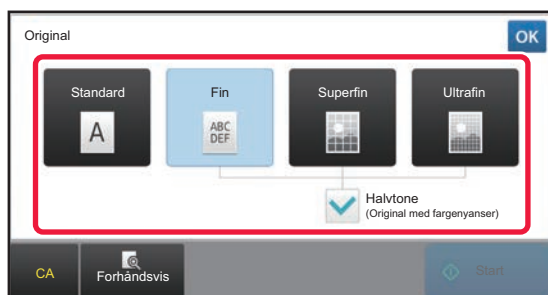 Original
OK
Standard
Fin
Superfin
Ultrafin
A
ABC
DEF
Halvtone
(Original med fargenyanser)
CA
Forhåndsvis
Start